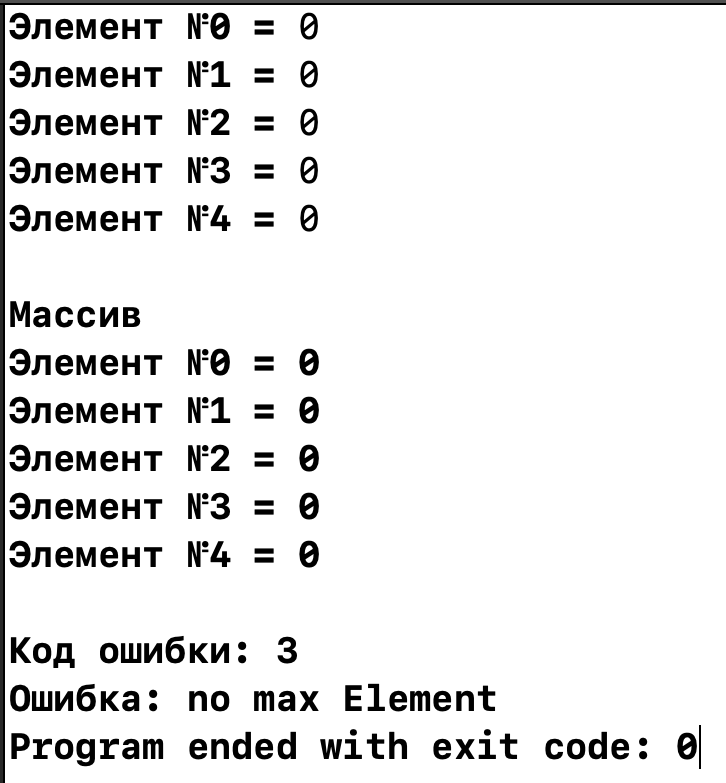 Элемент №0 = 0
Элемент №1 = 0
Элемент №2 = 0
Элемент №3 = 0
Элемент №4 = 0
Массив
Элемент №0 = 0
Элемент №1 = 0
Элемент №2 = 0
Элемент №3 = 0
Элемент №4 = 0
Код ошибки: 3
Ошибка: no max Element
Program ended with exit code: 0